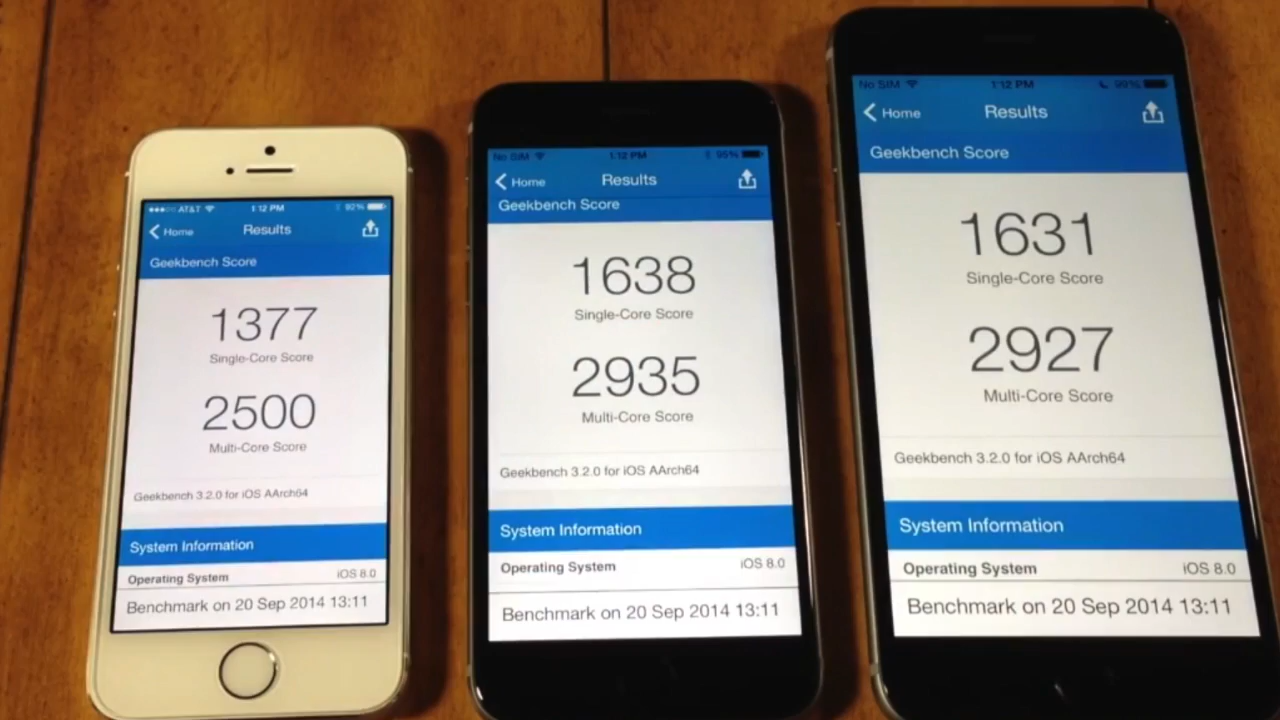 AT&T 1:12 PM 92%
Home Results
Geekbench Score
1377
Single-Core Score
2500
Multi-Core Score
Geekbench 3.2.0 for iOS AArch64
System Information
Operating System iOS 8.0
Benchmark on 20 Sep 2014 13:11
No SIM 1:12 PM 95%
Home Results
Geekbench Score
1638
Single-Core Score
2935
Multi-Core Score
Geekbench 3.2.0 for iOS AArch64
System Information
Operating System iOS 8.0
Benchmark on 20 Sep 2014 13:11
No SIM 1:12 PM 99%
Home Results
Geekbench Score
1631
Single-Core Score
2927
Multi-Core Score
Geekbench 3.2.0 for iOS AArch64
System Information
Operating System iOS 8.0
Benchmark on 20 Sep 2014 13:11